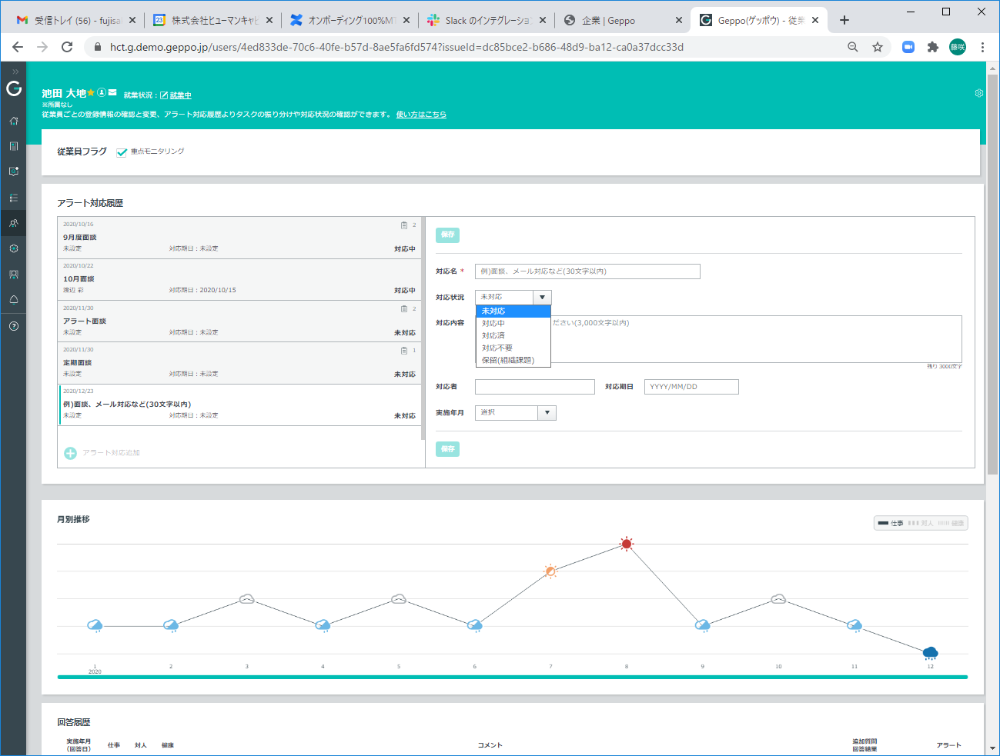 受信トレイ (56) - fujisa
株式会社ヒューマンキャピ
オンボーディング100%MT
Slack のインテグレーション
企業 | Geppo
Geppo(ゲッポウ) - 従業
hct.g.demo.geppo.jp/users/4ed833de-70c6-40fe-b57d-8ae5fa6fd574?issueId=dc85bce2-b686-48d9-ba12-ca0a37dcc33d
藤咲
池田 大地
就業状況：
就業中
※所属なし
従業員ごとの登録情報の確認と変更、アラート対応履歴よりタスクの振り分けや対応状況の確認ができます。 使い方はこちら
従業員フラグ
重点モニタリング
アラート対応履歴
2020/10/16
2
9月度面談
未設定
対応期日：未設定
対応中
2020/10/22
10月面談
渡辺 彩
対応期日：2020/10/15
対応中
2020/11/30
2
アラート面談
未設定
対応期日：未設定
未対応
2020/11/30
1
定期面談
未設定
対応期日：未設定
未対応
2020/12/23
例)面談、メール対応など(30文字以内)
未設定
対応期日：未設定
未対応
アラート対応追加
保存
対応名 *
例)面談、メール対応など(30文字以内)
対応状況
未対応
未対応
対応中
対応済
対応不要
保留(組織課題)
対応内容
ださい(3,000文字以内)
残り 3000文字
対応者
対応期日
YYYY/MM/DD
実施年月
選択
保存
月別推移
仕事
対人
健康
1
2
3
4
5
6
7
8
9
10
11
12
2020
回答履歴
実施年月
(回答日)
仕事
対人
健康
コメント
追加質問
回答結果
アラート